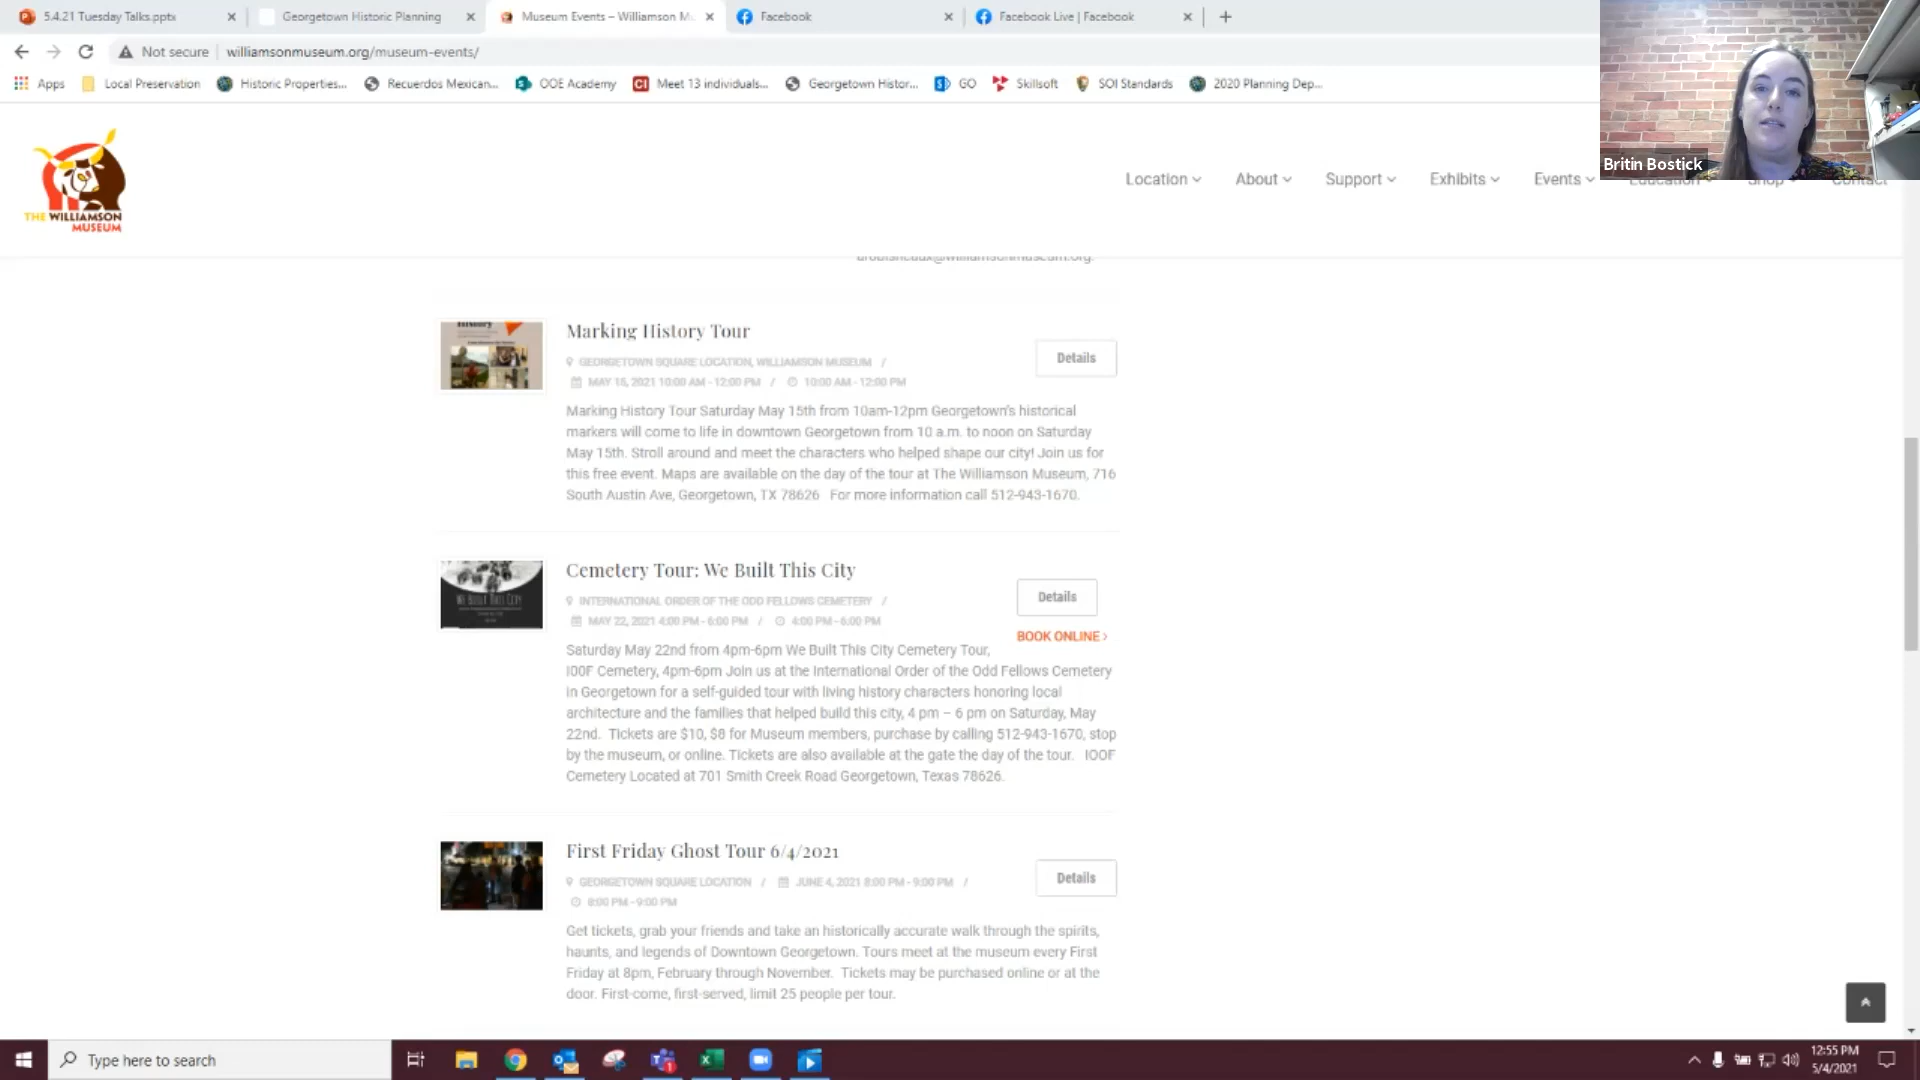 5.4.21 Tuesday Talks.pptx
Georgetown Historic Planning
Museum Events – Williamson Mu
Facebook
Facebook Live | Facebook
Not secure
williamsonmuseum.org/museum-events/
Apps
Local Preservation
Historic Properties...
Recuerdos Mexican...
OOE Academy
Meet 13 individuals...
Georgetown Histor...
GO
Skillsoft
SOI Standards
2020 Planning Dep...
Britin Bostick
THE WILLIAMSON
MUSEUM
Location
About
Support
Exhibits
Events
Education
Shop
Contact
Marking History Tour
GEORGETOWN SQUARE LOCATION, WILLIAMSON MUSEUM /
MAY 15, 2021 10:00 AM - 12:00 PM / 10:00 AM - 12:00 PM
Details
Marking History Tour Saturday May 15th from 10am-12pm Georgetown's historical
markers will come to life in downtown Georgetown from 10 a.m. to noon on Saturday
May 15th. Stroll around and meet the characters who helped shape our city! Join us for
this free event. Maps are available on the day of the tour at The Williamson Museum, 716
South Austin Ave, Georgetown, TX 78626 For more information call 512-943-1670.
Cemetery Tour: We Built This City
INTERNATIONAL ORDER OF THE ODD FELLOWS CEMETERY /
MAY 22, 2021 4:00 PM - 6:00 PM / 4:00 PM - 6:00 PM
Details
BOOK ONLINE ›
WE BUILT THIS CITY
Saturday May 22nd from 4pm-6pm We Built This City Cemetery Tour,
I00F Cemetery, 4pm-6pm Join us at the International Order of the Odd Fellows Cemetery
in Georgetown for a self-guided tour with living history characters honoring local
architecture and the families that helped build this city, 4 pm – 6 pm on Saturday, May
22nd. Tickets are $10, $8 for Museum members, purchase by calling 512-943-1670, stop
by the museum, or online. Tickets are also available at the gate the day of the tour. IOOF
Cemetery Located at 701 Smith Creek Road Georgetown, Texas 78626.
First Friday Ghost Tour 6/4/2021
GEORGETOWN SQUARE LOCATION / JUNE 4, 2021 8:00 PM - 9:00 PM /
8:00 PM - 9:00 PM
Details
Get tickets, grab your friends and take an historically accurate walk through the spirits,
haunts, and legends of Downtown Georgetown. Tours meet at the museum every First
Friday at 8pm, February through November. Tickets may be purchased online or at the
door. First-come, first-served, limit 25 people per tour.
Type here to search
12:55 PM
5/4/2021